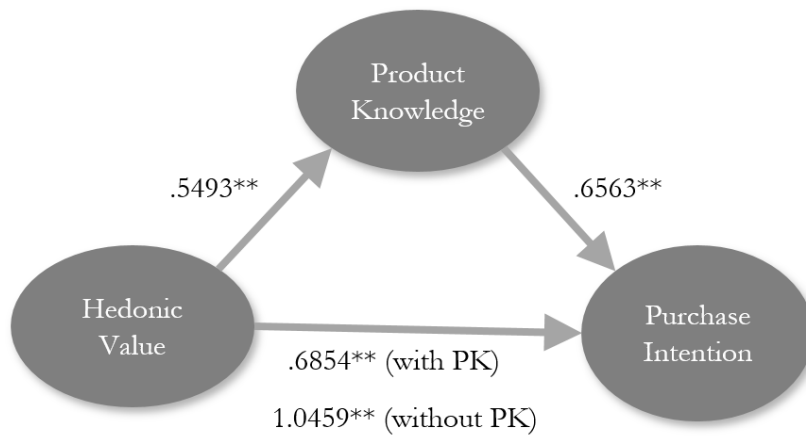 Product
Knowledge
.5493**
.6563**
Hedonic
Value
Purchase
Intention
.6854** (with PK)
1.0459** (without PK)